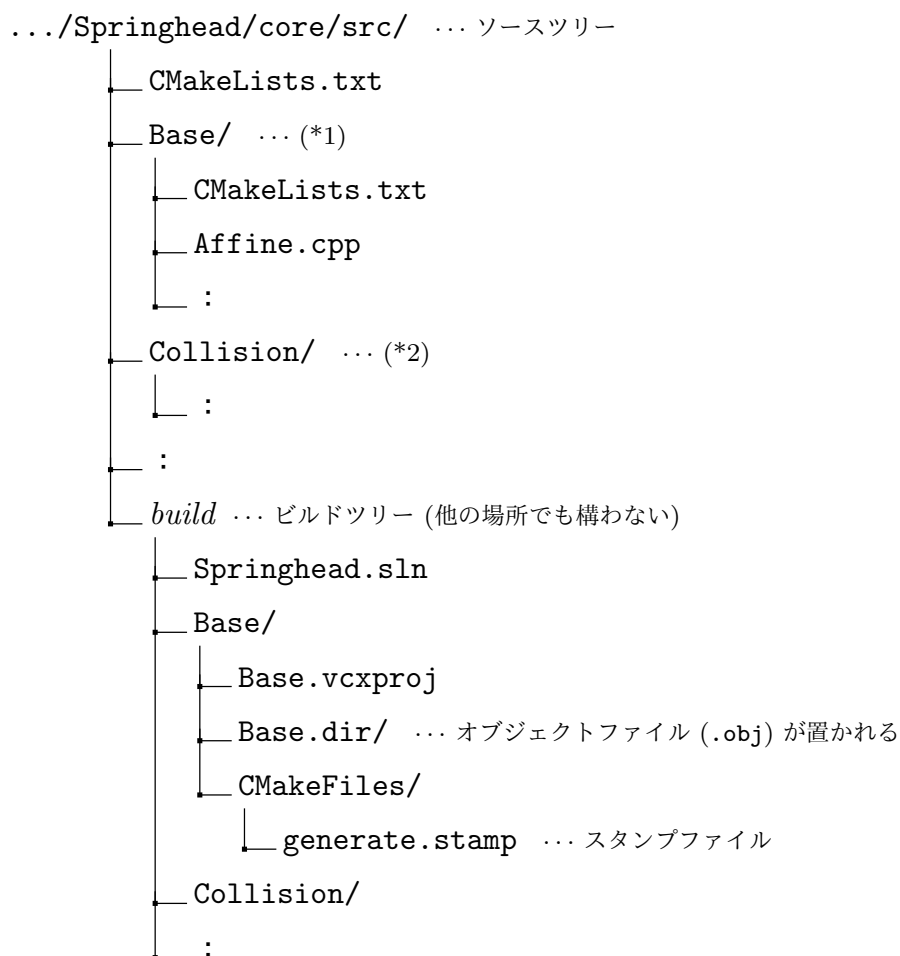 .../Springhead/core/src/ ··· ソースツリー
CMakeLists.txt
Base/ ··· (*1)
CMakeLists.txt
Affine.cpp
:
Collision/ ··· (*2)
:
:
build ··· ビルドツリー (他の場所でも構わない)
Springhead.sln
Base/
Base.vcxproj
Base.dir/ ··· オブジェクトファイル (.obj) が置かれる
CMakeFiles/
generate.stamp ··· スタンプファイル
Collision/
: